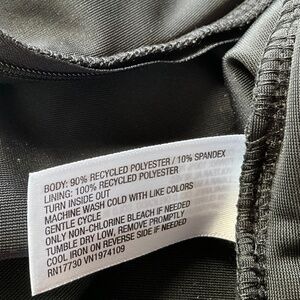 BODY: 90% RECYCLED POLYESTER / 10% SPANDEX
LINING: 100% RECYCLED POLYESTER
TURN INSIDE OUT
MACHINE WASH COLD WITH LIKE COLORS
GENTLE CYCLE
ONLY NON-CHLORINE BLEACH IF NEEDED
TUMBLE DRY LOW, REMOVE PROMPTLY
COOL IRON ON REVERSE SIDE IF NEEDED
RN17730 VN1974109